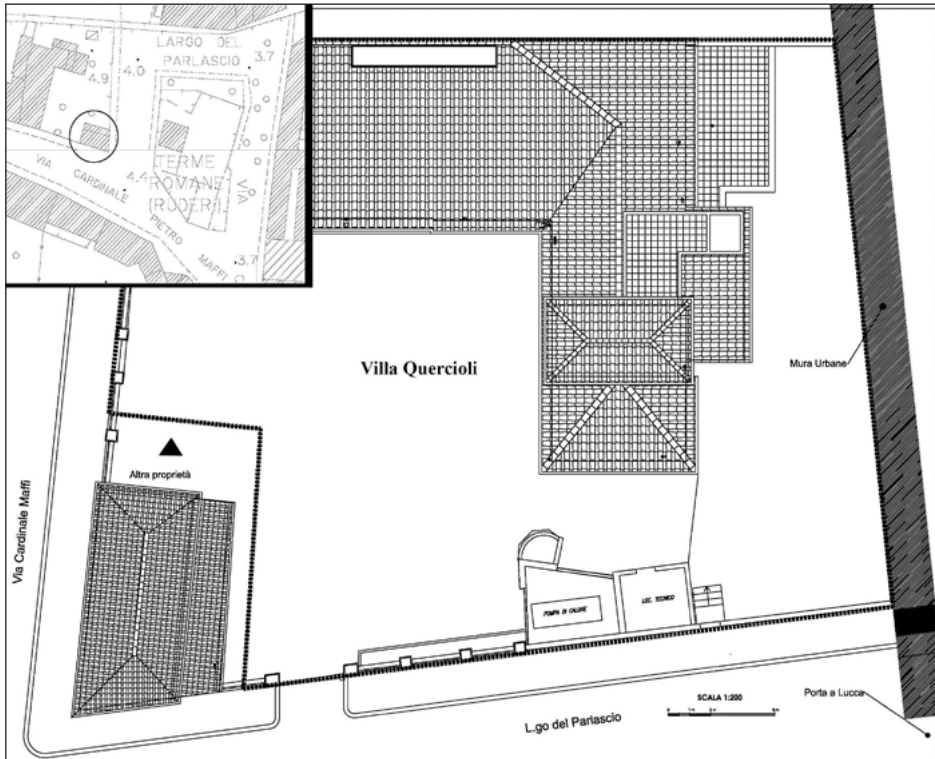 LARGO DEL
PARLASCIO
3.7
4.9
4.0
VIA
CARDINALE
PIETRO
MAFFI
4.4
TERME
ROMANE
(RUDERI)
VIA
3.7
Villa Quercioli
Mura Urbane
Altra proprietà
Via Cardinale Maffi
POMPA DI CALORE
LOC. TECNICO
SCALA 1:200
L.go del Parlascio
Porta a Lucca